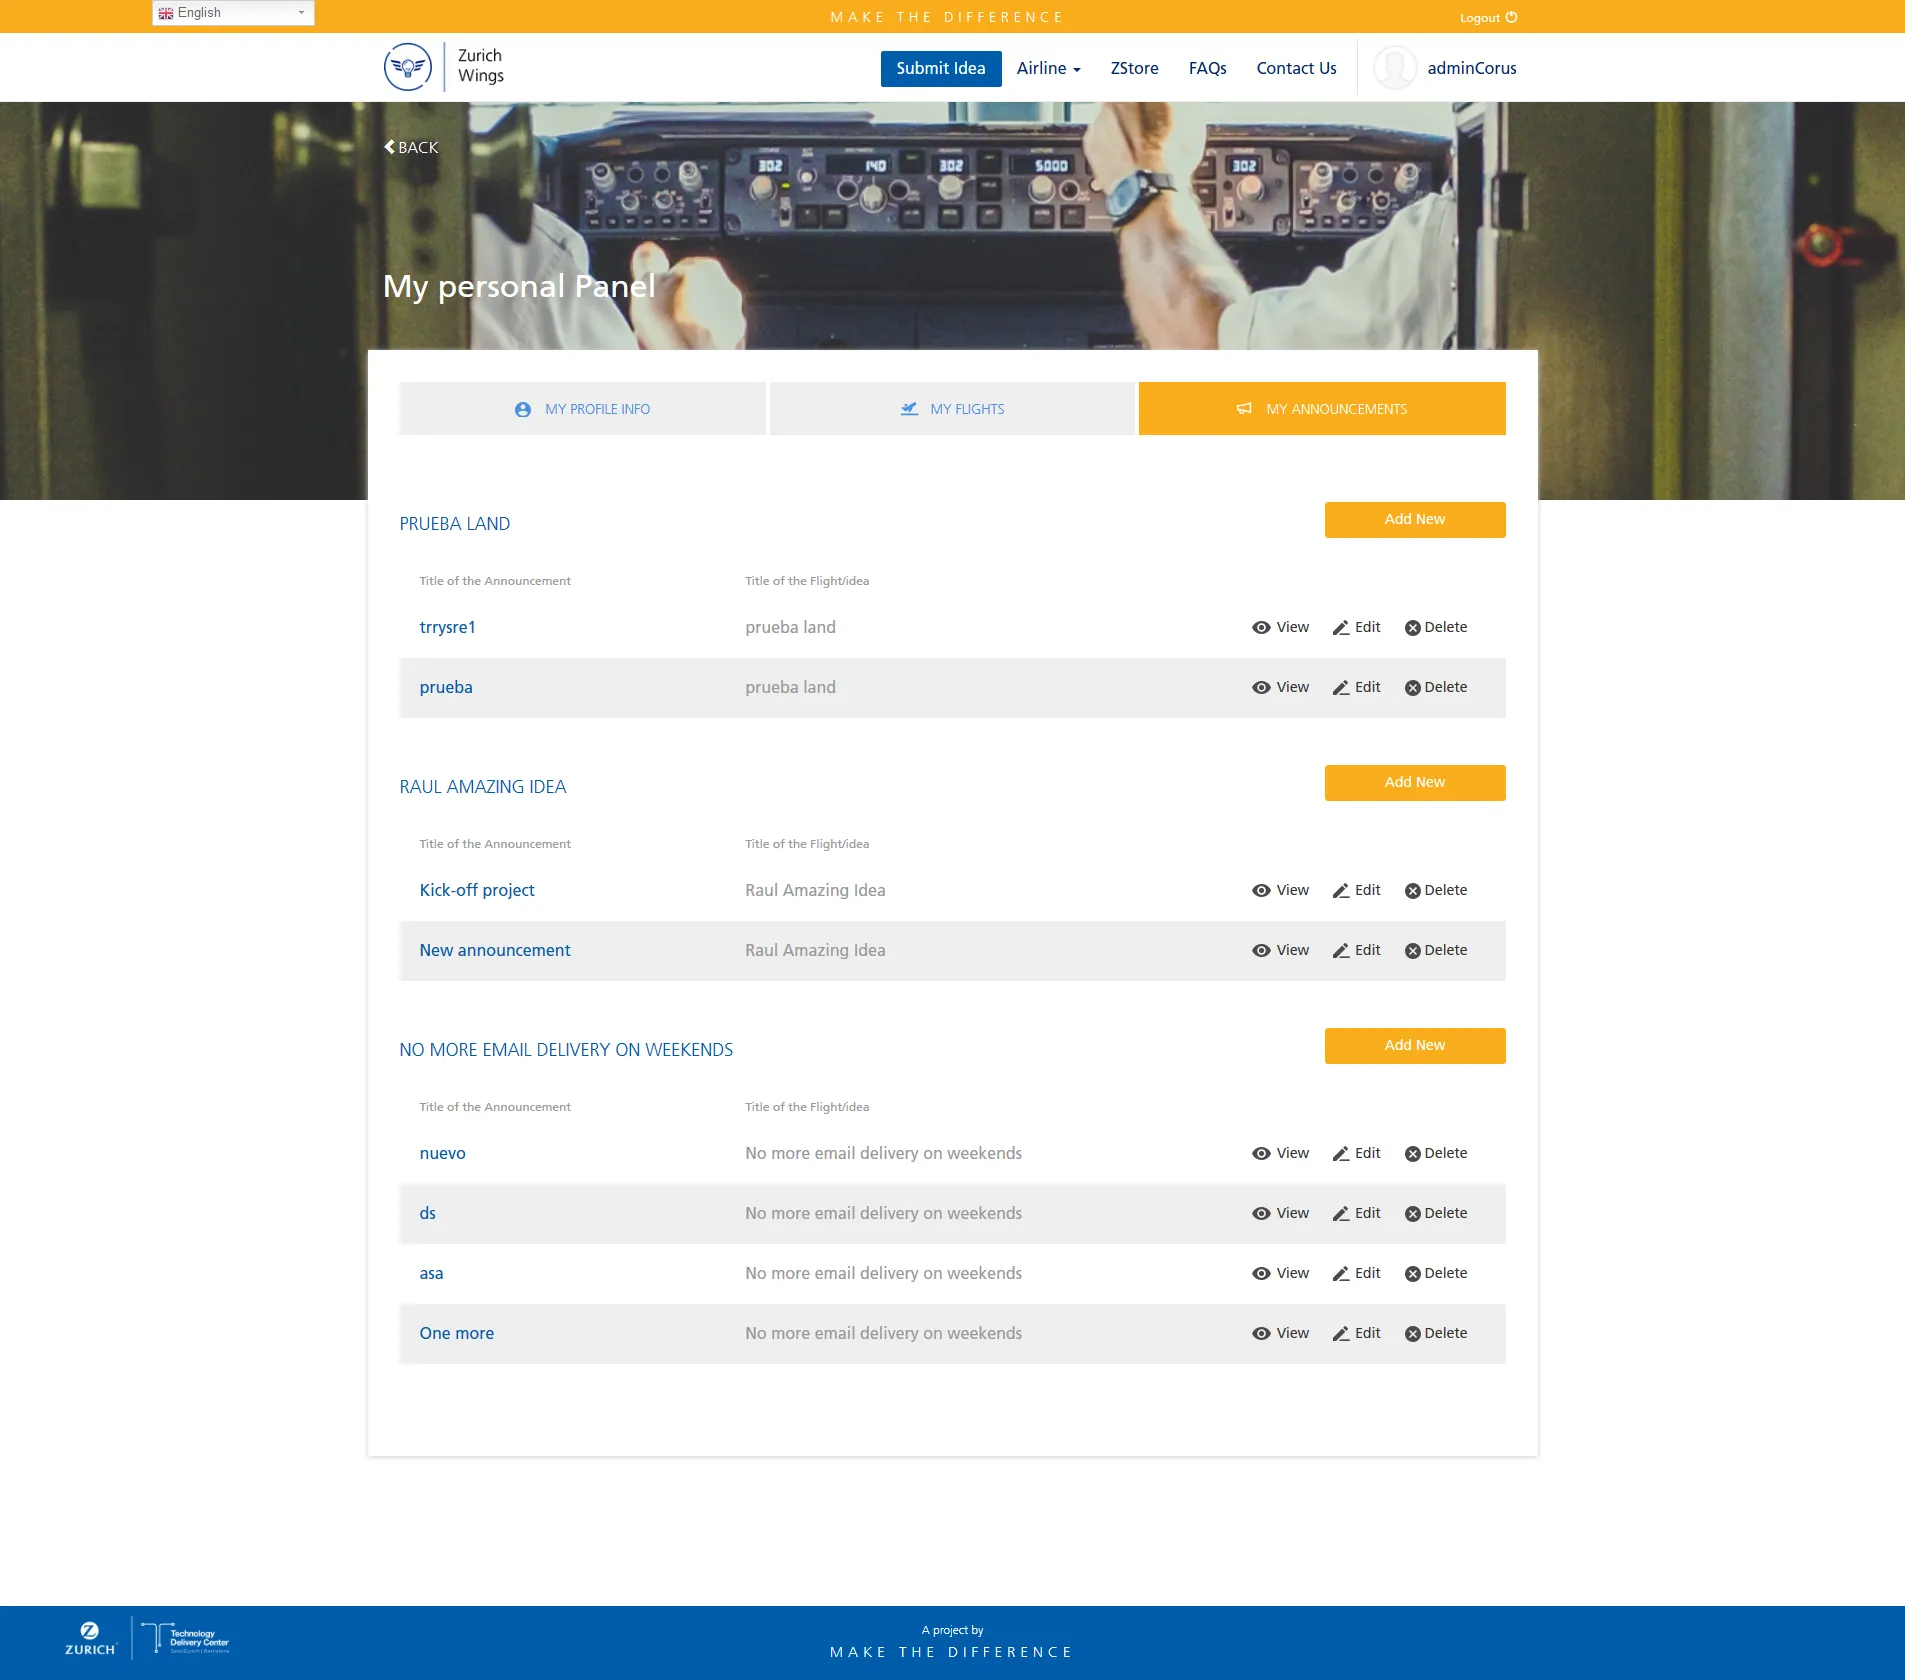 English
MAKE THE DIFFERENCE
Logout
Zurich
Wings
Submit Idea
Airline
ZStore
FAQs
Contact Us
adminCorus
BACK
302
140
302
5000
302
My personal Panel
MY PROFILE INFO
MY FLIGHTS
MY ANNOUNCEMENTS
PRUEBA LAND
Add New
Title of the Announcement
Title of the Flight/idea
trrysre1
prueba land
View
Edit
Delete
prueba
prueba land
View
Edit
Delete
RAUL AMAZING IDEA
Add New
Title of the Announcement
Title of the Flight/idea
Kick-off project
Raul Amazing Idea
View
Edit
Delete
New announcement
Raul Amazing Idea
View
Edit
Delete
NO MORE EMAIL DELIVERY ON WEEKENDS
Add New
Title of the Announcement
Title of the Flight/idea
nuevo
No more email delivery on weekends
View
Edit
Delete
ds
No more email delivery on weekends
View
Edit
Delete
asa
No more email delivery on weekends
View
Edit
Delete
One more
No more email delivery on weekends
View
Edit
Delete
ZURICH
Technology
Delivery Center
A project by
MAKE THE DIFFERENCE